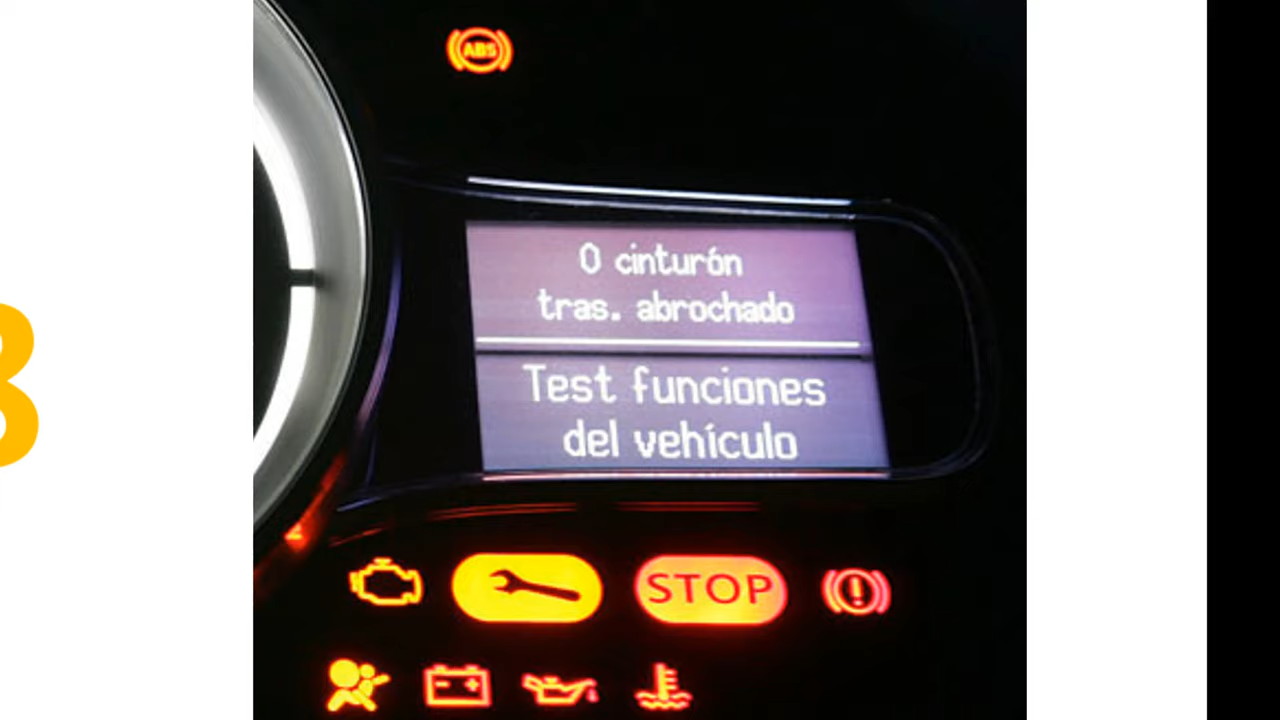 ABS
0 cinturón
tras. abrochado
Test funciones
del vehículo
STOP